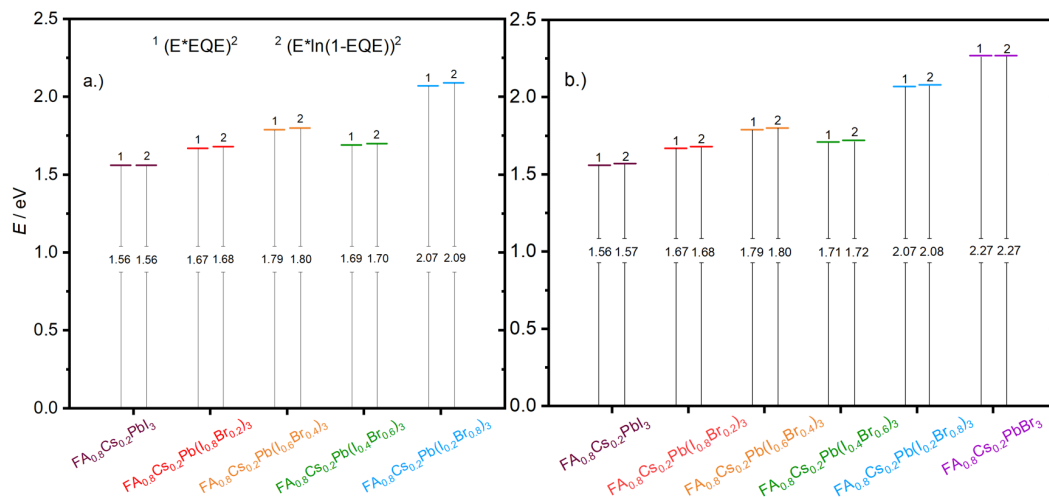 ¹ (E*EQE)² ² (E*ln(1-EQE))²
a.)
E / eV
2.5
2.0
1.5
1.0
0.5
0.0
1 2
1 2
1 2
1 2
1 2
1.56 1.56
1.67 1.68
1.79 1.80
1.69 1.70
2.07 2.09
FA₀.₈Cs₀.₂PbI₃
FA₀.₈Cs₀.₂Pb(I₀.₈Br₀.₂)₃
FA₀.₈Cs₀.₂Pb(I₀.₆Br₀.₄)₃
FA₀.₈Cs₀.₂Pb(I₀.₄Br₀.₆)₃
FA₀.₈Cs₀.₂Pb(I₀.₂Br₀.₈)₃
b.)
2.5
2.0
1.5
1.0
0.5
0.0
1 2
1 2
1 2
1 2
1 2
1 2
1.56 1.57
1.67 1.68
1.79 1.80
1.71 1.72
2.07 2.08
2.27 2.27
FA₀.₈Cs₀.₂PbI₃
FA₀.₈Cs₀.₂Pb(I₀.₈Br₀.₂)₃
FA₀.₈Cs₀.₂Pb(I₀.₆Br₀.₄)₃
FA₀.₈Cs₀.₂Pb(I₀.₄Br₀.₆)₃
FA₀.₈Cs₀.₂Pb(I₀.₂Br₀.₈)₃
FA₀.₈Cs₀.₂PbBr₃